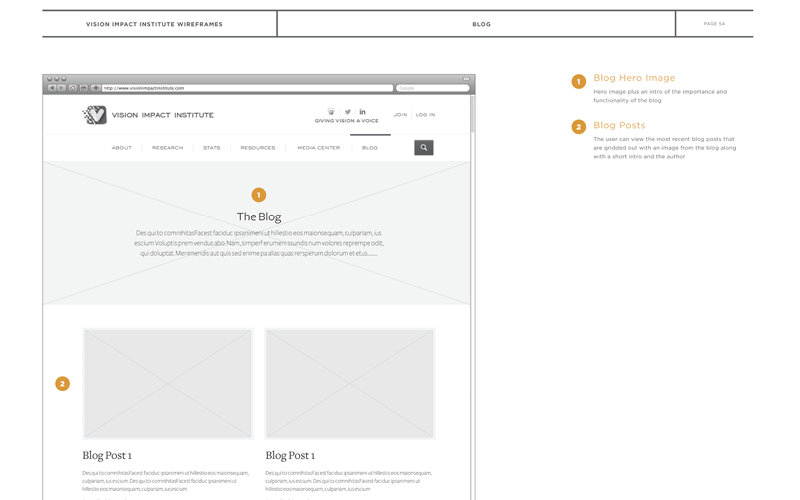 VISION IMPACT INSTITUTE WIREFRAMES
BLOG
PAGE 54
http://www.visionimpactinstitute.com
Google
VISION IMPACT INSTITUTE
GIVING VISION A VOICE
JOIN
LOG IN
ABOUT
RESEARCH
STATS
RESOURCES
MEDIA CENTER
BLOG
1
The Blog
Des qui to comnihitasFacest faciduc ipsanimeni ut hillestio eos maionsequam, culpariam, ius
escium Voluptis prem vendus abo. Nam, simperf erumeni ssundis num volores reprempe odit,
qui doluptat. Menimendis aut quis sed enime pa alias quas rersperum dolorum et etus.......
2
Blog Post 1
Des qui to comnihitasFacest faciduc ipsanimeni ut hillestio eos maionsequam,
culpariam, ius escium. Des qui to comnihitasFacest faciduc ipsanimeni ut
hillestio eos maionsequam, culpariam, ius escium
Blog Post 1
Des qui to comnihitasFacest faciduc ipsanimeni ut hillestio eos maionsequam,
culpariam, ius escium. Des qui to comnihitasFacest faciduc ipsanimeni ut
hillestio eos maionsequam, culpariam, ius escium
1
Blog Hero Image
Hero image plus an intro of the importance and
functionality of the blog
2
Blog Posts
The user can view the most recent blog posts that
are gridded out with an image from the blog along
with a short intro and the author